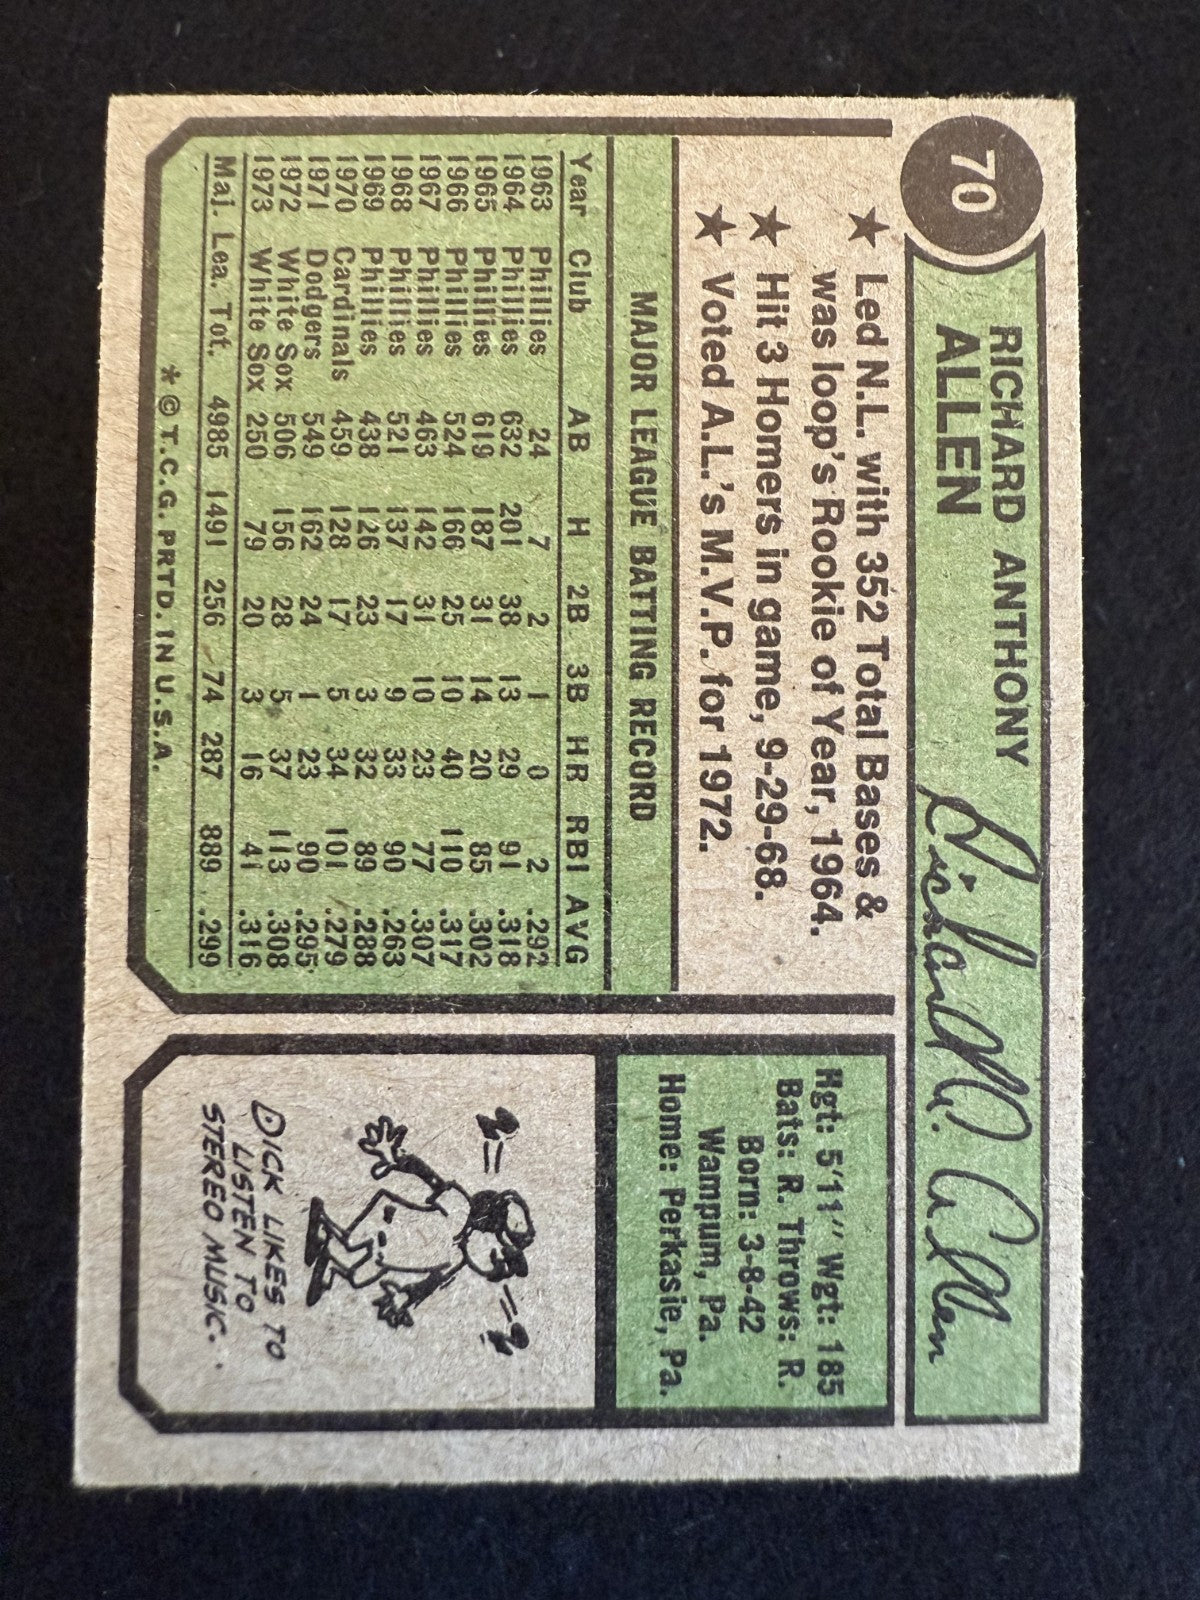 70
RICHARD ANTHONY
ALLEN
Richard A. Allen
★ Led N.L. with 352 Total Bases &
was loop's Rookie of Year, 1964.
★ Hit 3 Homers in game, 9-29-68.
★ Voted A.L.'s M.V.P. for 1972.
MAJOR LEAGUE BATTING RECORD
Year Club AB H 2B 3B HR RBI AVG
1963 Phillies 24 7 2 1 0 2 .292
1964 Phillies 632 201 38 13 29 91 .318
1965 Phillies 619 187 31 14 20 85 .302
1966 Phillies 524 166 25 10 40 110 .317
1967 Phillies 463 142 31 10 23 77 .307
1968 Phillies 521 137 17 9 33 90 .263
1969 Phillies 438 126 23 3 32 89 .288
1970 Cardinals 459 128 17 5 34 101 .279
1971 Dodgers 549 162 24 1 23 90 .295
1972 White Sox 506 156 28 5 37 113 .308
1973 White Sox 250 79 20 3 16 41 .316
Maj. Lea. Tot. 4985 1491 256 74 287 889 .299
* © T.C.G. PRTD. IN U.S.A.
Hgt: 5'11" Wgt: 185
Bats: R. Throws: R.
Born: 3-8-42
Wampum, Pa.
Home: Perkasie, Pa.
DICK LIKES TO
LISTEN TO
STEREO MUSIC.